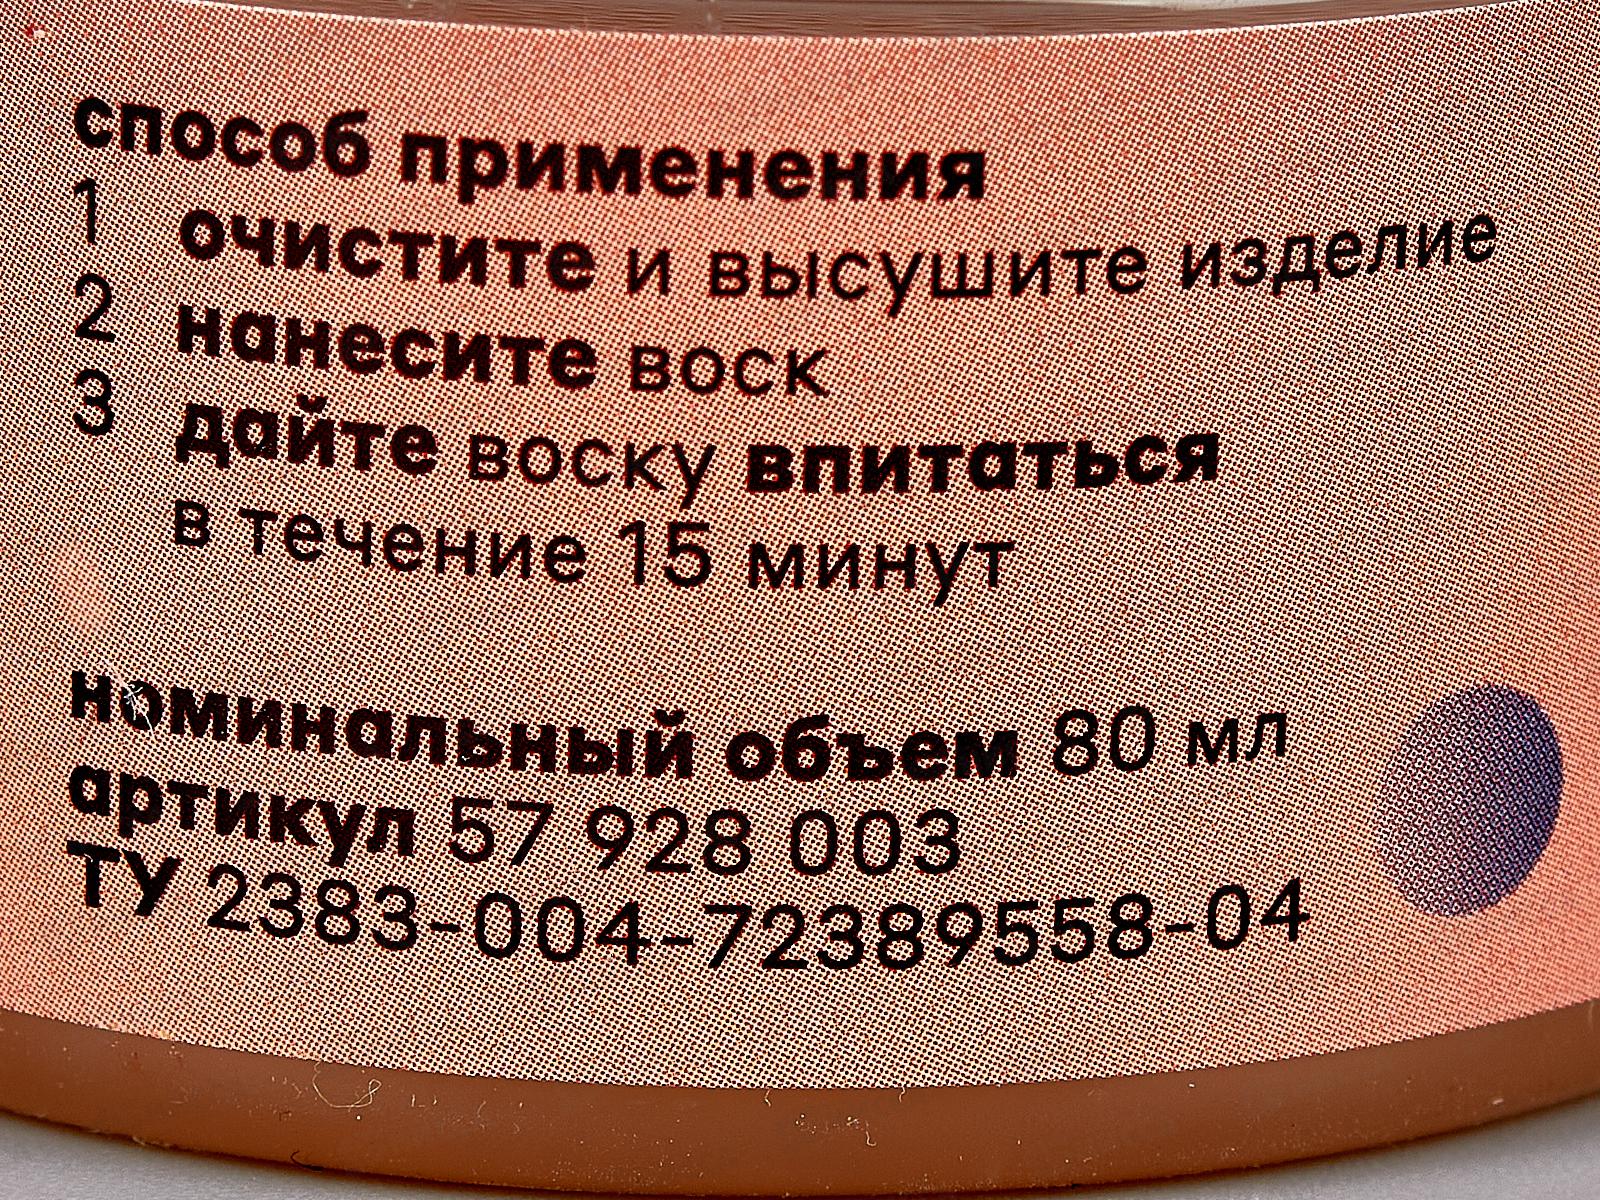 способ применения
1 очистите и высушите изделие
2 нанесите воск
3 дайте воску впитаться
в течение 15 минут
номинальный объем 80 мл
артикул 57 928 003
ТУ 2383-004-72389558-04